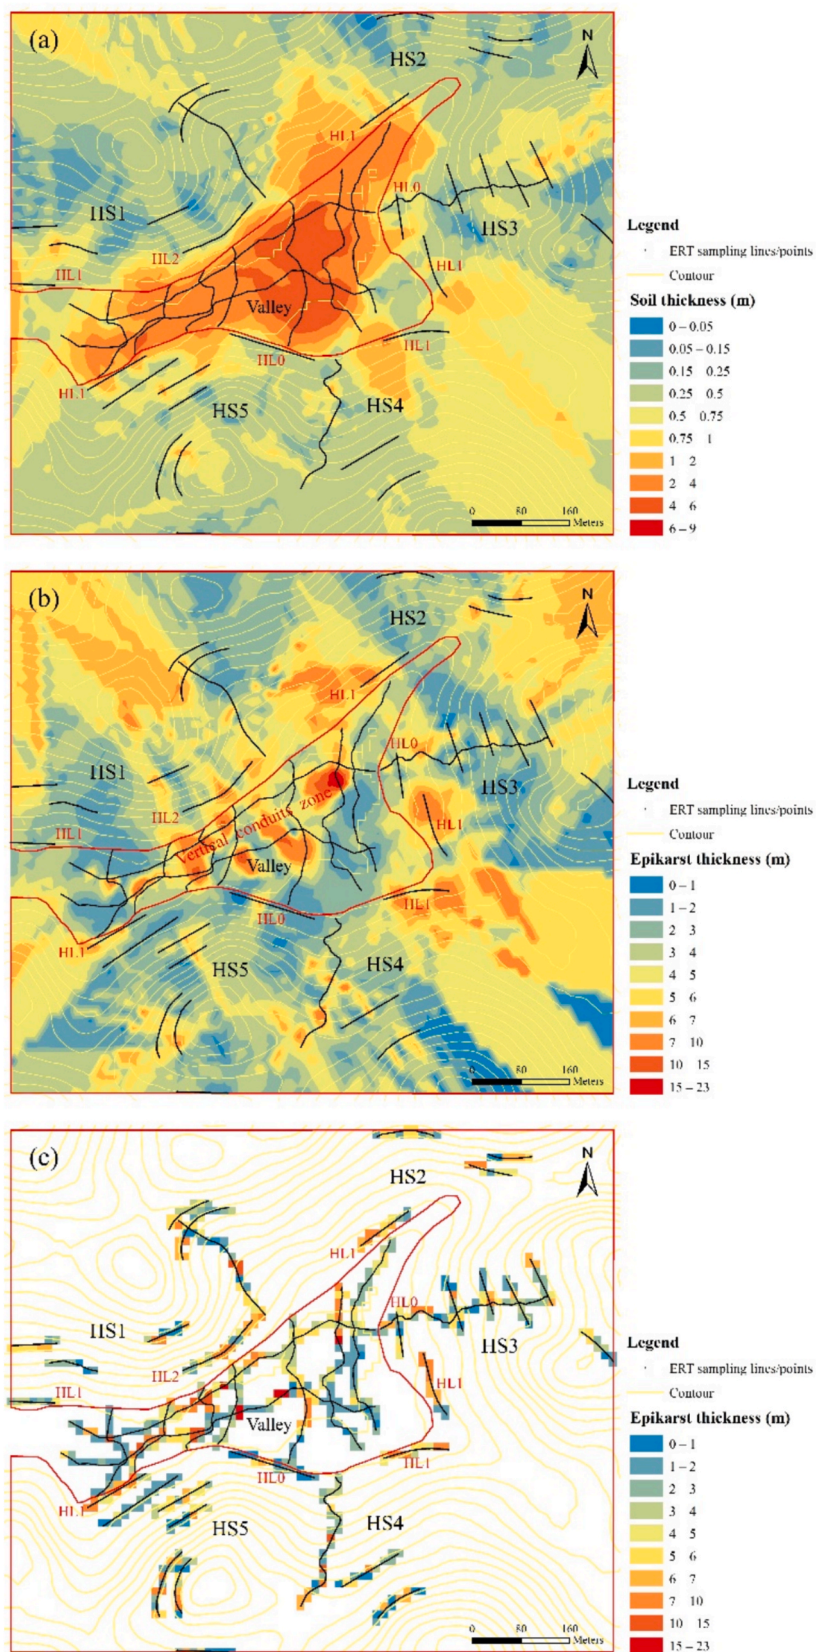 (a)
HS2
N
HL1
HL0
HS1
HS3
HL2
HL1
HL1
Valley
HL1
HL0
HL1
HS4
HS5
0 80 160
Meters
Legend
ERT sampling lines/points
Contour
Soil thickness (m)
0 – 0.05
0.05 – 0.15
0.15 0.25
0.25 0.5
0.5 0.75
0.75 1
1 2
2 4
4 6
6 – 9
(b)
HS2
N
HL1
HL0
HS1
HS3
Vertical conduits zone
HL2
HL1
HL1
Valley
HL0
HL1
HL1
HS5
HS4
0 80 160
Meters
Legend
ERT sampling lines/points
Contour
Epikarst thickness (m)
0 – 1
1 – 2
2 3
3 4
4 5
5 6
6 7
7 10
10 15
15 – 23
(c)
HS2
N
HL1
HL0
HS1
HS3
HL2
HL1
HL1
Valley
HL1
HL0
HL1
HS5
HS4
0 80 160
Meters
Legend
ERT sampling lines/points
Contour
Epikarst thickness (m)
0 – 1
1 – 2
2 3
3 4
4 5
5 6
6 7
7 10
10 15
15 – 23